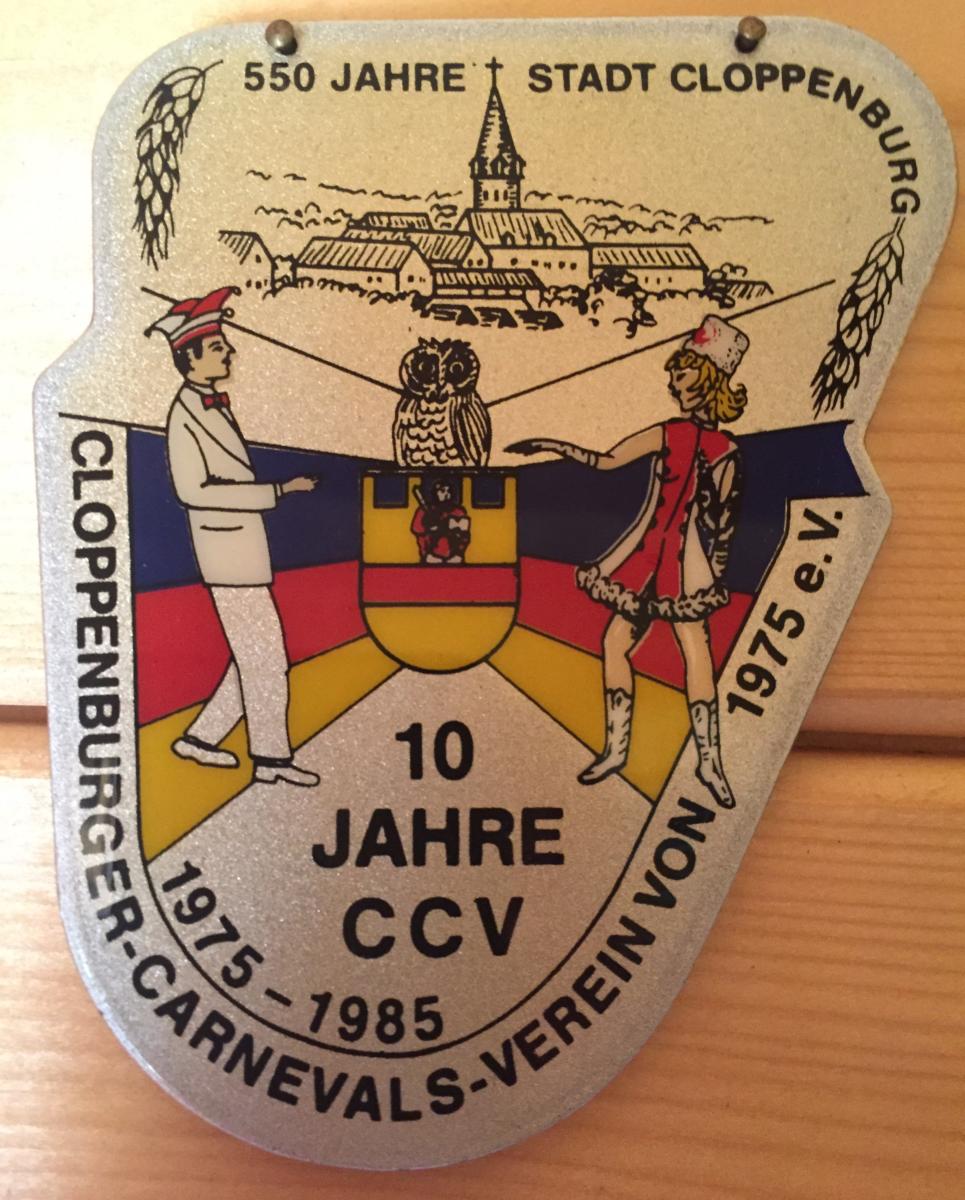 550 JAHRE STADT CLOPPENBURG
10
JAHRE
CCV
1975 - 1985
CLOPPENBURGER-CARNEVALS-VEREIN VON 1975 e.V.